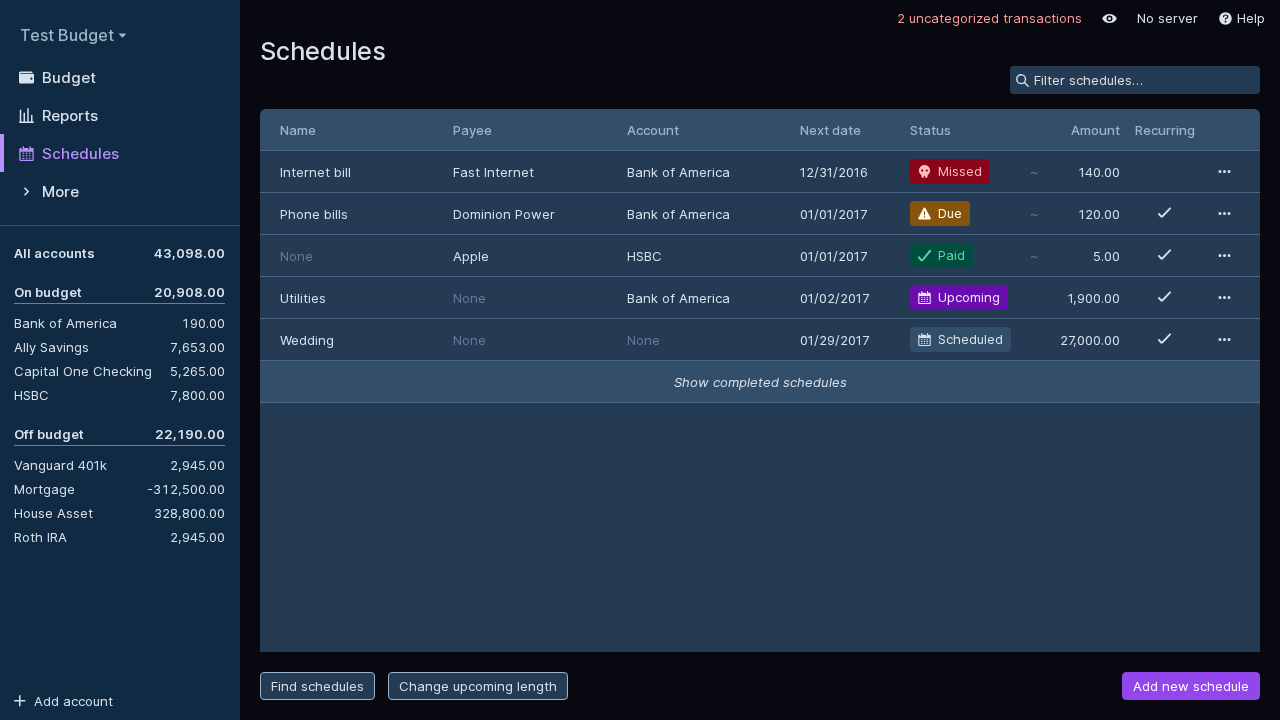 Test Budget
Budget
Reports
Schedules
More
All accounts 43,098.00
On budget 20,908.00
Bank of America 190.00
Ally Savings 7,653.00
Capital One Checking 5,265.00
HSBC 7,800.00
Off budget 22,190.00
Vanguard 401k 2,945.00
Mortgage -312,500.00
House Asset 328,800.00
Roth IRA 2,945.00
Add account
2 uncategorized transactions No server Help
Schedules
Filter schedules…
Name Payee Account Next date Status Amount Recurring
Internet bill Fast Internet Bank of America 12/31/2016 Missed ~ 140.00
Phone bills Dominion Power Bank of America 01/01/2017 Due ~ 120.00
None Apple HSBC 01/01/2017 Paid ~ 5.00
Utilities None Bank of America 01/02/2017 Upcoming 1,900.00
Wedding None None 01/29/2017 Scheduled 27,000.00
Show completed schedules
Find schedules Change upcoming length Add new schedule